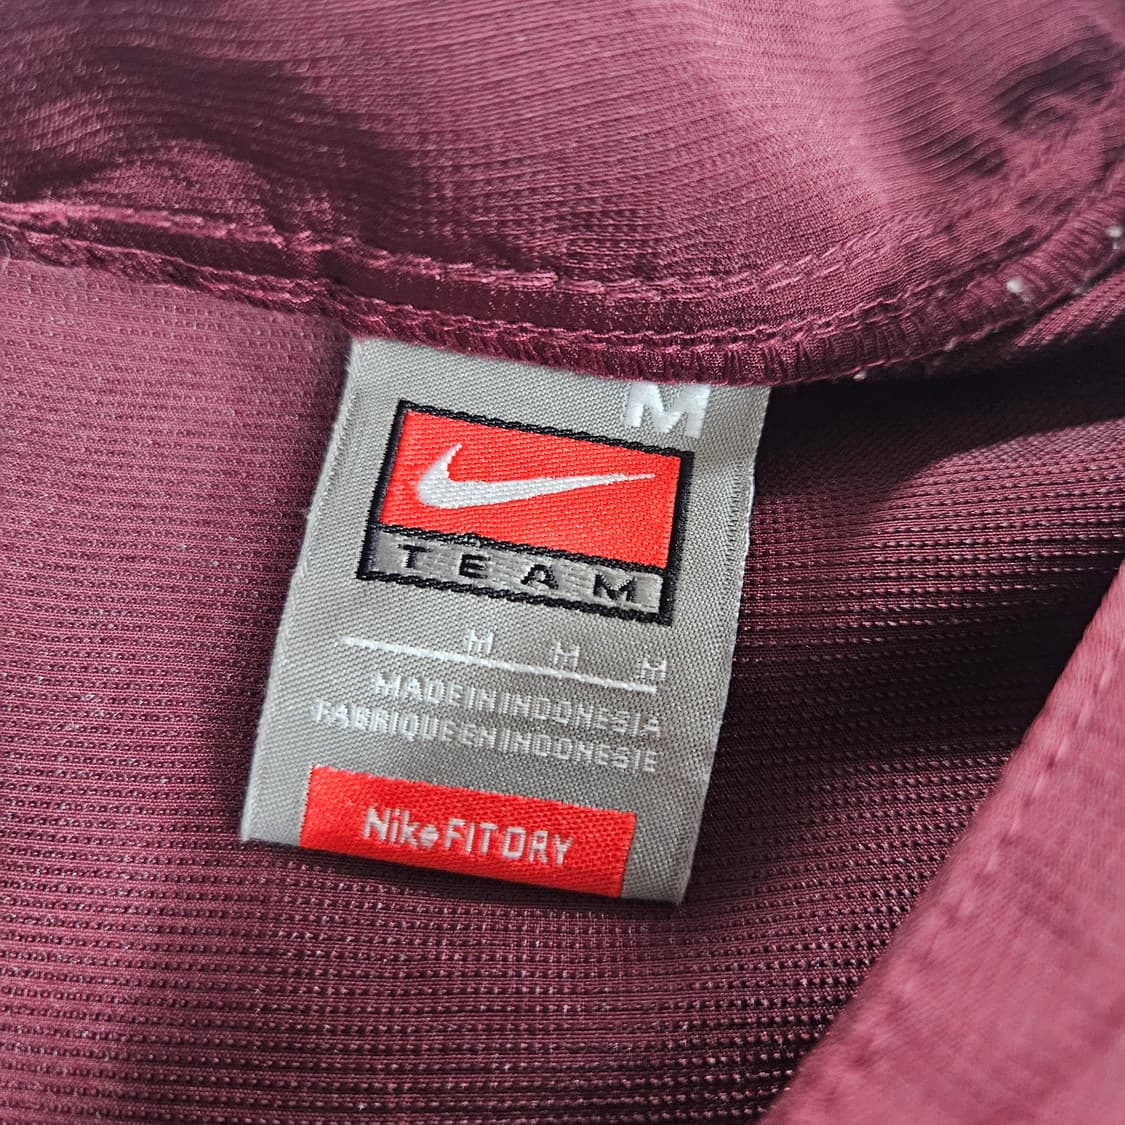 M
TEAM
M M M
MADE IN INDONESIA
FABRIQUE EN INDONESIE
Nike FIT DRY